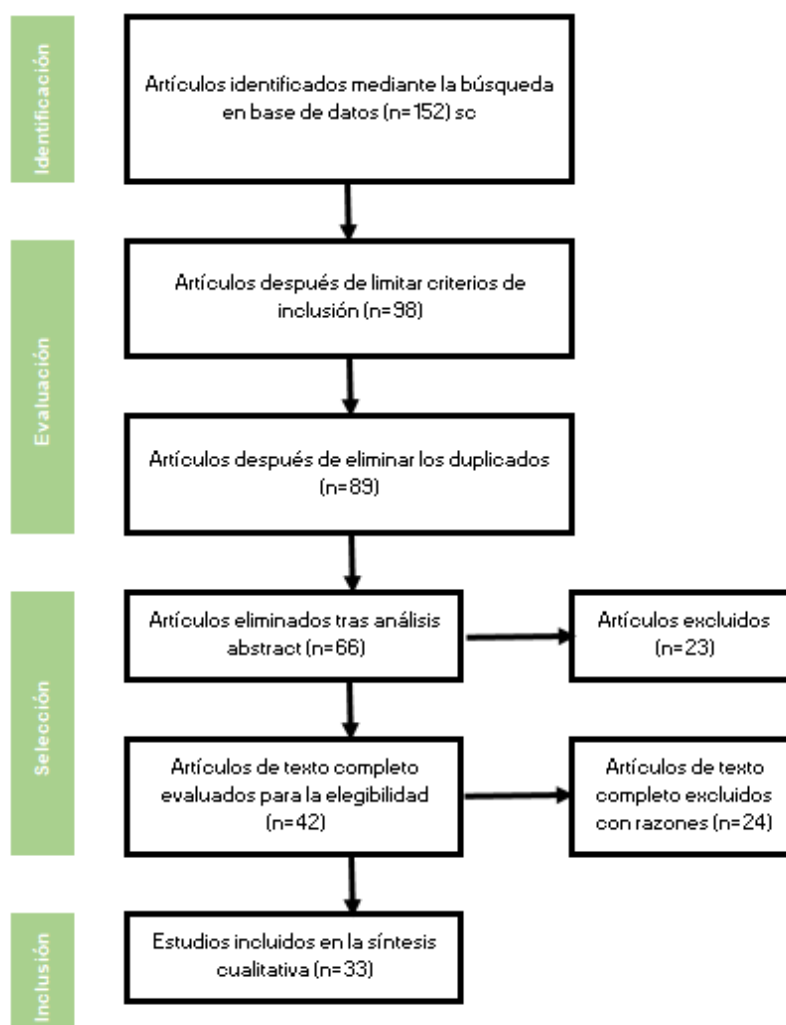 Identificación
Artículos identificados mediante la búsqueda
en base de datos (n=152) sc
Evaluación
Artículos después de limitar criterios de
inclusión (n=98)
Artículos después de eliminar los duplicados
(n=89)
Selección
Artículos eliminados tras análisis
abstract (n=66)
Artículos excluidos
(n=23)
Artículos de texto completo
evaluados para la elegibilidad
(n=42)
Artículos de texto
completo excluidos
con razones (n=24)
Inclusión
Estudios incluidos en la síntesis
cualitativa (n=33)